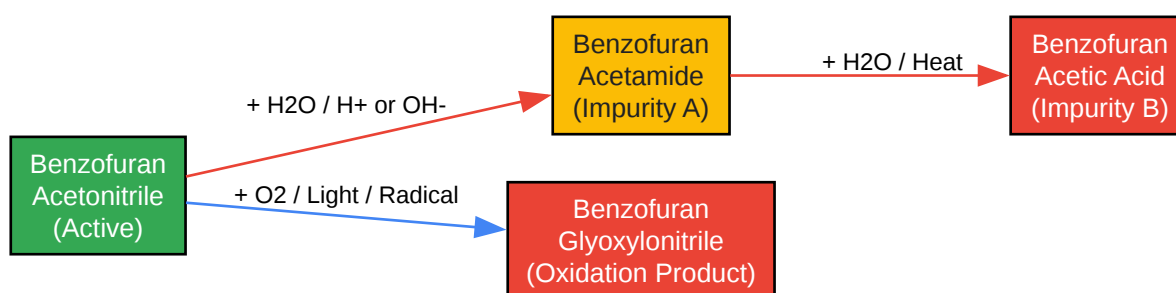 Benzofuran
Acetonitrile
(Active)
+ H2O / H+ or OH-
+ O2 / Light / Radical
Benzofuran
Acetamide
(Impurity A)
Benzofuran
Glyoxylonitrile
(Oxidation Product)
+ H2O / Heat
Benzofuran
Acetic Acid
(Impurity B)